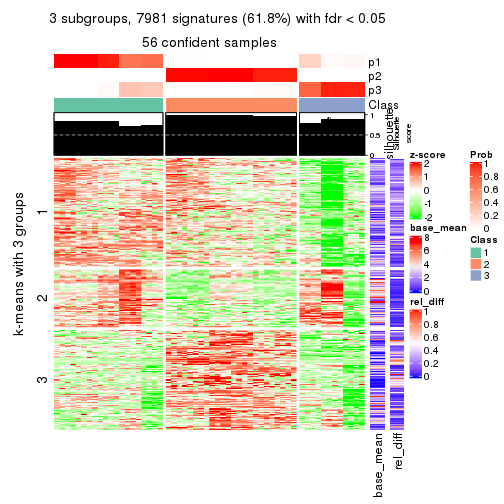 3 subgroups, 7981 signatures (61.8%) with fdr < 0.05
56 confident samples
p1
p2
p3
Class
1
0.5
0
silhouette
Silhouette
score
k-means with 3 groups
1
2
3
base_mean
rel_diff
z-score
2
1
0
-1
-2
base_mean
8
6
4
2
0
rel_diff
1
0.8
0.6
0.4
0.2
0
Prob
1
0.8
0.6
0.4
0.2
0
Class
1
2
3